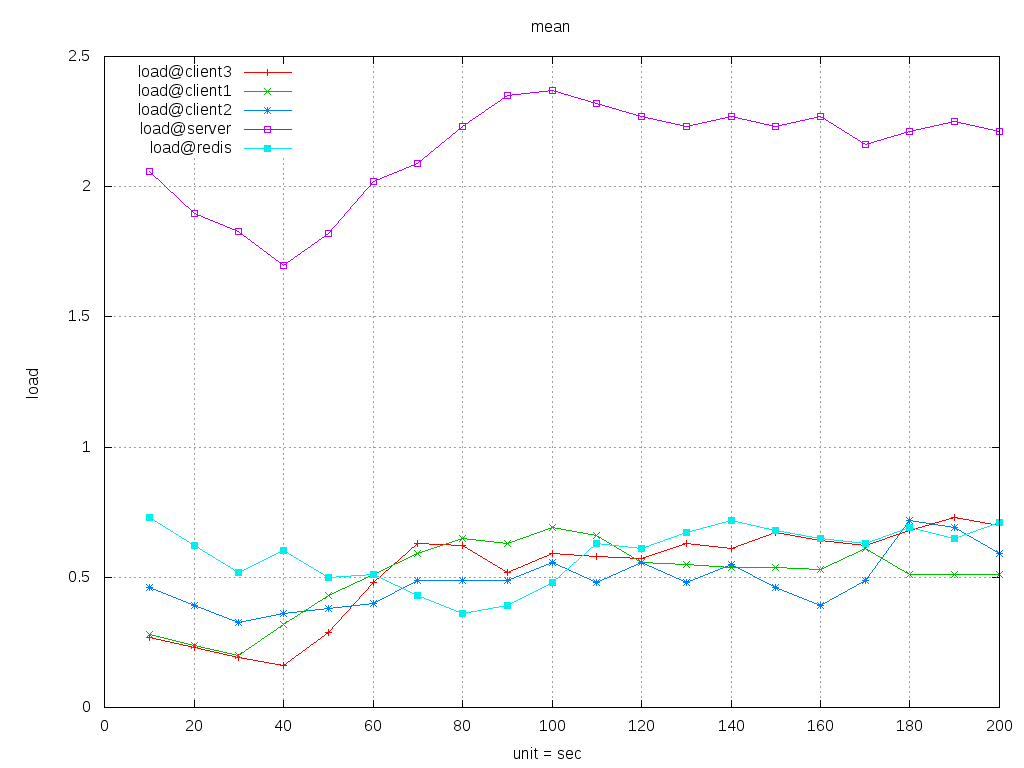 mean
2.5
load@client3
load@client1
load@client2
load@server
load@redis
2
1.5
load
1
0.5
0
0 20 40 60 80 100 120 140 160 180 200
unit = sec